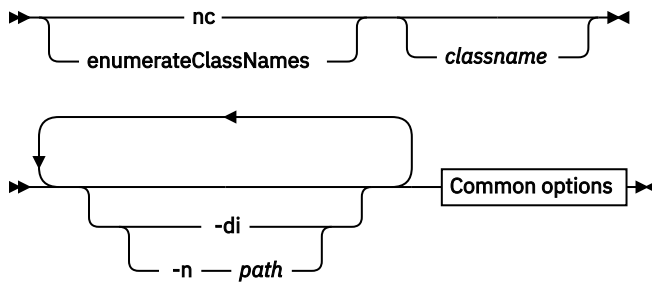 nc
enumerateClassNames
classname
-di
-n path
Common options